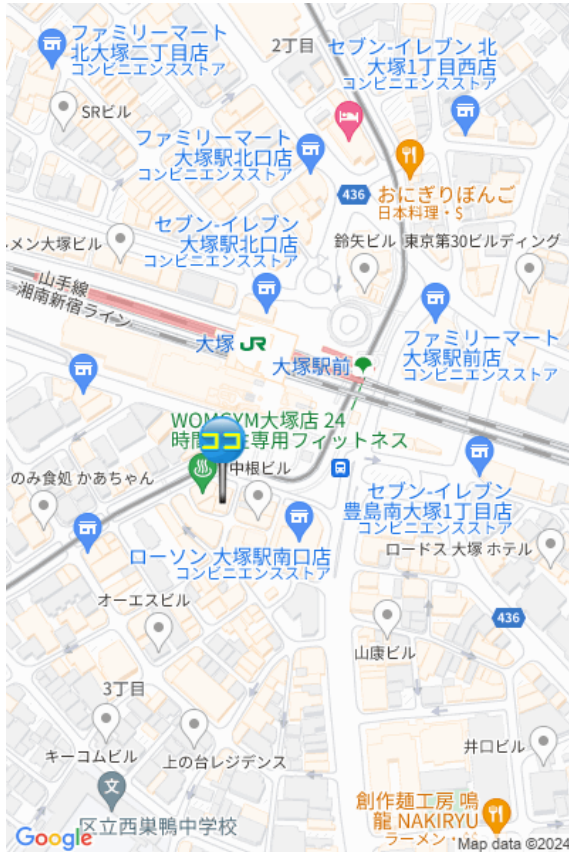 ファミリーマート
北大塚二丁目店
コンビニエンスストア
2丁目
セブン-イレブン 北
大塚1丁目西店
コンビニエンスストア
SRビル
ファミリーマート
大塚駅北口店
コンビニエンスストア
436
おにぎりぼんご
日本料理・S
セブン-イレブン
大塚駅北口店
コンビニエンスストア
メン大塚ビル
鈴矢ビル
東京第30ビルディング
山手線
湘南新宿ライン
大塚 JR
大塚駅前
ファミリーマート
大塚駅前店
コンビニエンスストア
WOMGYM大塚店 24
専用フィットネス
ココ
のみ食処 かあちゃん
中根ビル
セブン-イレブン
豊島南大塚1丁目店
コンビニエンスストア
ローソン 大塚駅南口店
コンビニエンスストア
ロードス 大塚 ホテル
オーエスビル
436
山康ビル
3丁目
キーコムビル
上の台レジデンス
井口ビル
文
区立西巣鴨中学校
創作麺工房 鳴
龍 NAKIRYU
ラーメン・
Google
Map data ©2024